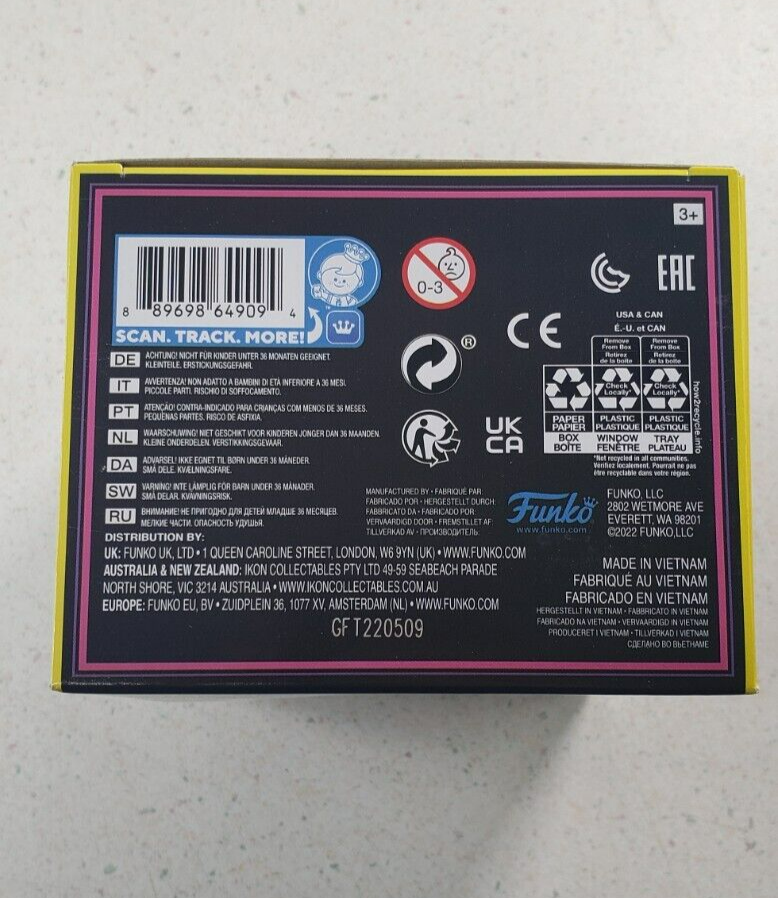 3+
8 89698 64909 4
SCAN. TRACK. MORE!
0-3
®
CE
EAC
UK
CA
USA & CAN
É.-U. et CAN
Remove From Box
Retirez de la boîte
Remove From Box
Retirez de la boîte
Check Locally*
Check Locally*
PAPER PAPIER
PLASTIC PLASTIQUE
PLASTIC PLASTIQUE
BOX BOÎTE
WINDOW FENÊTRE
TRAY PLATEAU
*Not recycled in all communities.
Vérifiez localement. Pourrait ne pas
être recyclable dans votre région.
how2recycle.info
DE ACHTUNG! NICHT FÜR KINDER UNTER 36 MONATEN GEEIGNET.
KLEINTEILE. ERSTICKUNGSGEFAHR.
IT AVVERTENZA! NON ADATTO A BAMBINI DI ETÀ INFERIORE A 36 MESI.
PICCOLE PARTI. RISCHIO DI SOFFOCAMENTO.
PT ATENÇAO! CONTRA-INDICADO PARA CRIANÇAS COM MENOS DE 36 MESES.
PEQUENAS PARTES. RISCO DE ASFIXIA.
NL WAARSCHUWING! NIET GESCHIKT VOOR KINDEREN JONGER DAN 36 MAANDEN.
KLEINE ONDERDELEN. VERSTIKKINGSGEVAAR.
DA ADVARSEL! IKKE EGNET TIL BØRN UNDER 36 MÅNEDER.
SMÅ DELE. KVÆLNINGSFARE.
SW VARNING! INTE LÄMPLIG FÖR BARN UNDER 36 MÅNADER.
SMÅ DELAR. KVÄVNINGSRISK.
RU ВНИМАНИЕ! НЕ ПРИГОДНО ДЛЯ ДЕТЕЙ МЛАДШЕ 36 МЕСЯЦЕВ.
МЕЛКИЕ ЧАСТИ. ОПАСНОСТЬ УДУШЬЯ.
MANUFACTURED BY • FABRIQUÉ PAR:
FABRICADO POR • HERGESTELLT DURCH:
FABBRICATO DA • FABRICADO POR
VERVAARDIGD DOOR • FREMSTILLET AF:
TILLVERKAD AV • ПРОИЗВОДИТЕЛЬ:
Funko
www.funko.com
FUNKO, LLC
2802 WETMORE AVE
EVERETT, WA 98201
©2022 FUNKO,LLC
DISTRIBUTION BY:
UK: FUNKO UK, LTD • 1 QUEEN CAROLINE STREET, LONDON, W6 9YN (UK) • WWW.FUNKO.COM
AUSTRALIA & NEW ZEALAND: IKON COLLECTABLES PTY LTD 49-59 SEABEACH PARADE
NORTH SHORE, VIC 3214 AUSTRALIA • WWW.IKONCOLLECTABLES.COM.AU
EUROPE: FUNKO EU, BV • ZUIDPLEIN 36, 1077 XV, AMSTERDAM (NL) • WWW.FUNKO.COM
GFT220509
MADE IN VIETNAM
FABRIQUÉ AU VIETNAM
FABRICADO EN VIETNAM
HERGESTELLT IN VIETNAM • FABBRICATO IN VIETNAM
FABRICADO NA VIETNAM • VERVAARDIGD IN VIETNAM
PRODUCERET I VIETNAM • TILLVERKAD I VIETNAM
СДЕЛАНО ВО ВЬЕТНАМЕ